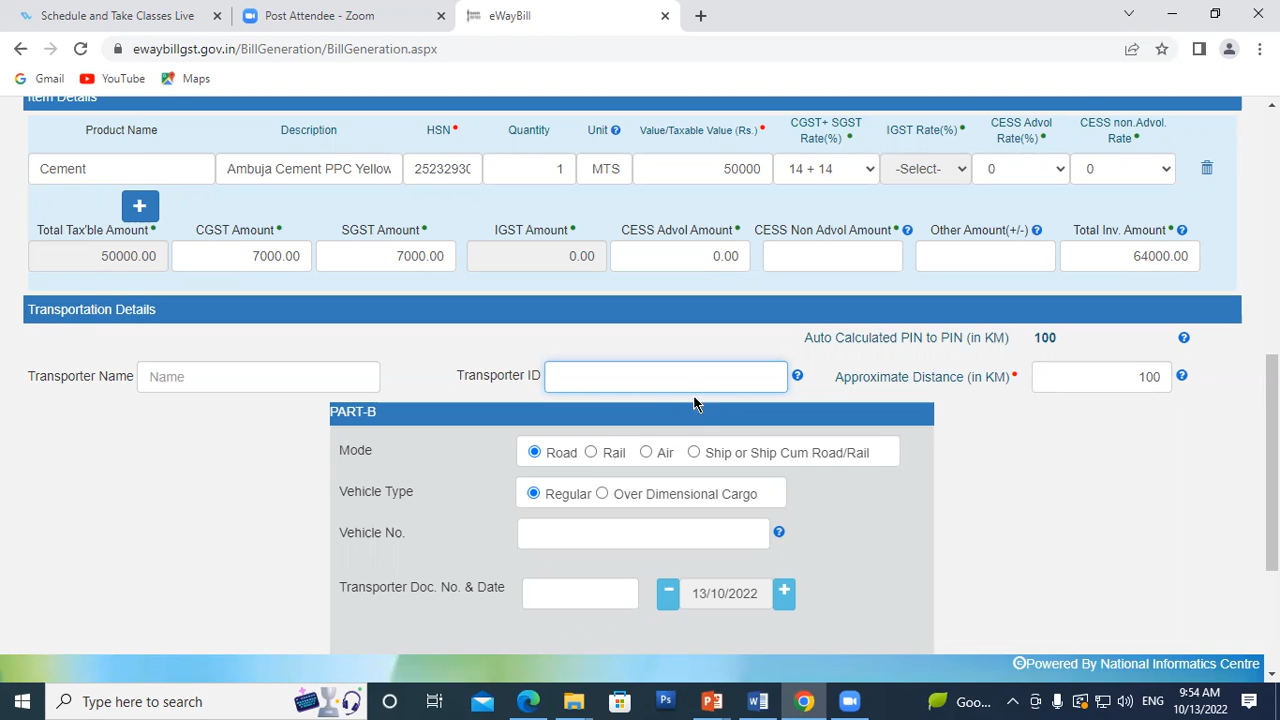 Schedule and Take Classes Live
Post Attendee - Zoom
eWayBill
ewaybillgst.gov.in/BillGeneration/BillGeneration.aspx
Gmail YouTube Maps
Item Details
Product Name Description HSN Quantity Unit Value/Taxable Value (Rs.) CGST+ SGST Rate(%) IGST Rate(%) CESS Advol Rate(%) CESS non.Advol. Rate
Cement Ambuja Cement PPC Yellow 2523293 1 MTS 50000 14 + 14 -Select- 0 0
+
Total Tax'ble Amount CGST Amount SGST Amount IGST Amount CESS Advol Amount CESS Non Advol Amount Other Amount(+/-) Total Inv. Amount
50000.00 7000.00 7000.00 0.00 0.00 64000.00
Transportation Details
Auto Calculated PIN to PIN (in KM) 100
Transporter Name Name Transporter ID Approximate Distance (in KM) 100
PART-B
Mode Road Rail Air Ship or Ship Cum Road/Rail
Vehicle Type Regular Over Dimensional Cargo
Vehicle No.
Transporter Doc. No. & Date − 13/10/2022 +
©Powered By National Informatics Centre
Type here to search
Goo...
ENG
9:54 AM
10/13/2022